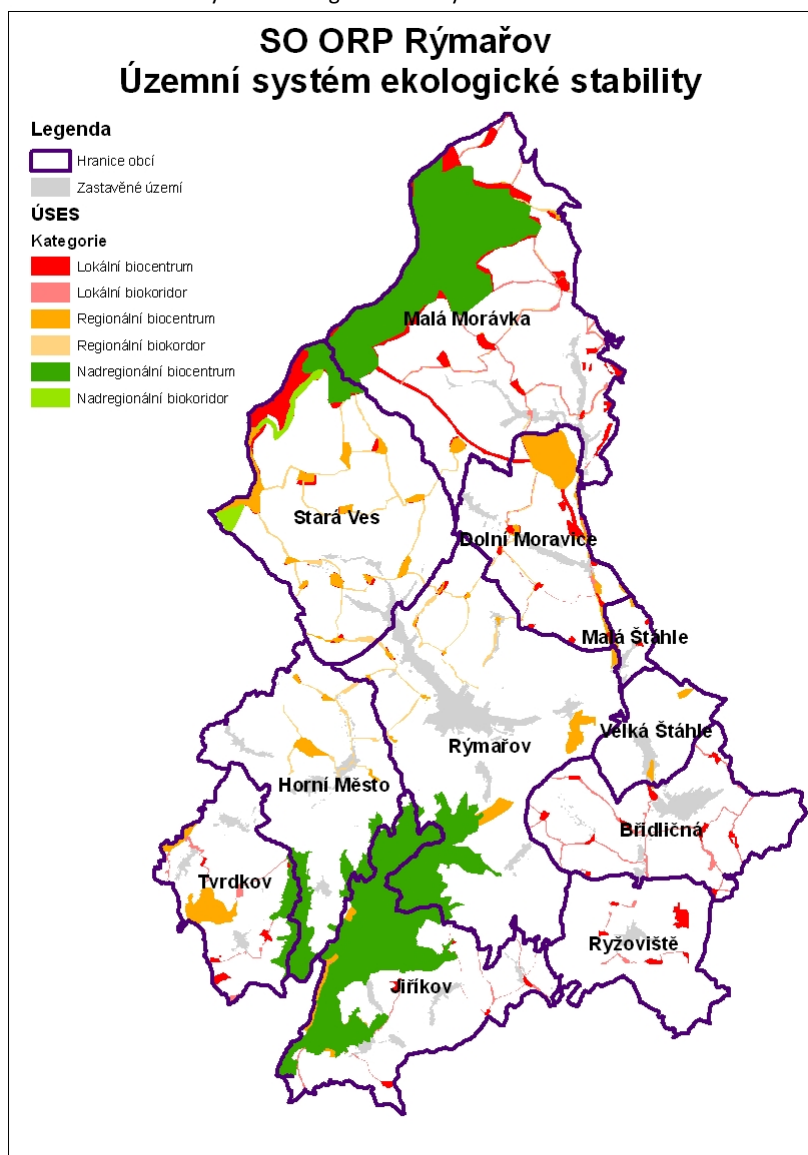 SO ORP Rýmařov
Územní systém ekologické stability
Legenda
Hranice obcí
Zastavěné území
ÚSES
Kategorie
Lokální biocentrum
Lokální biokoridor
Regionální biocentrum
Regionální biokordor
Nadregionální biocentrum
Nadregionální biokoridor
Malá Morávka
Stará Ves
Dolní Moravice
Malá Štáhle
Velká Štáhle
Rýmařov
Horní Město
Břidličná
Tvrdkov
Ryžoviště
Jiříkov